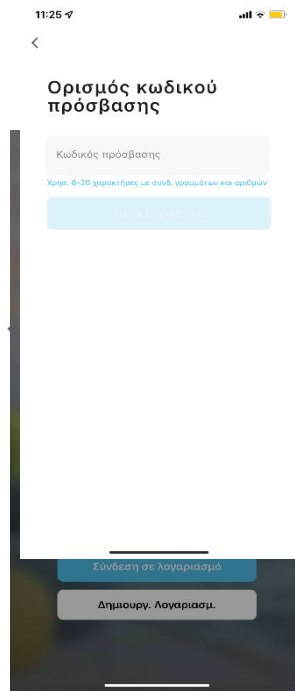 11:25
Ορισμός κωδικού
πρόσβασης
Κωδικός πρόσβασης
Χρησ. 6-20 χαρακτήρες με συνδ. γραμμάτων και αριθμών
Σύνδεση σε λογαριασμό
Δημιουργ. Λογαριασμ.